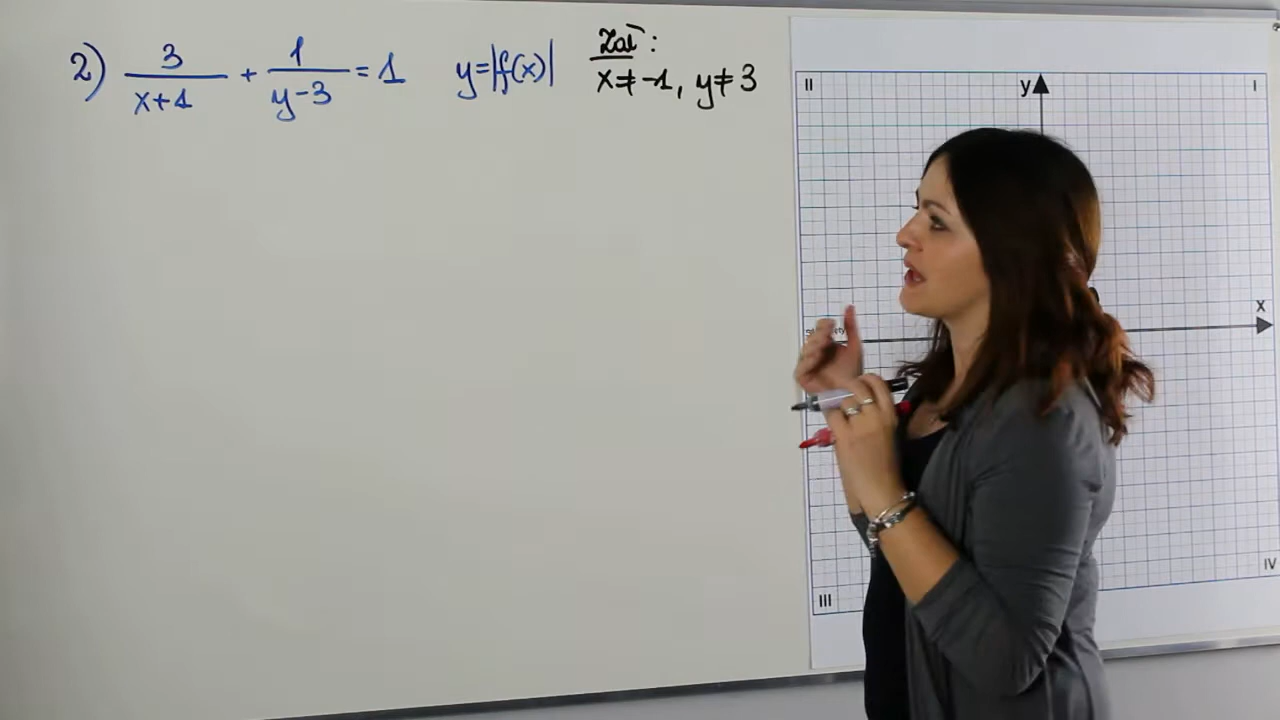 2) 3/(x+1) + 1/(y-3) = 1 y=|f(x)|
Zał:
x≠-1, y≠3
II y I
x
III IV